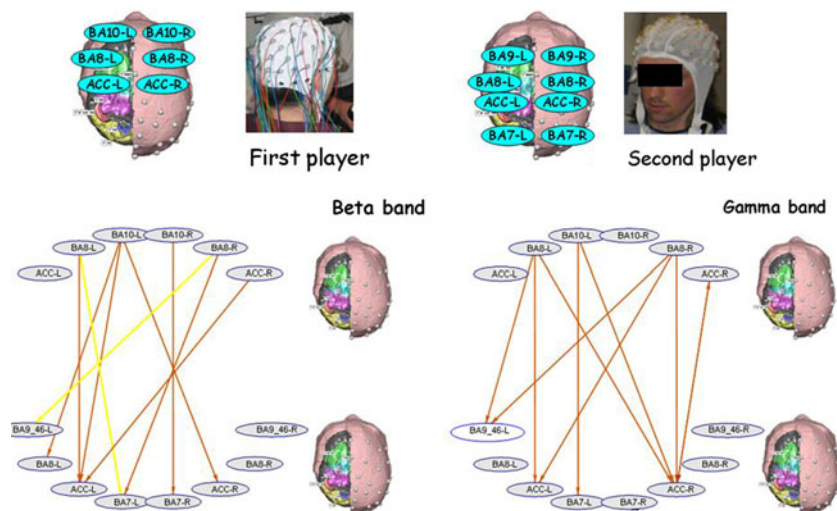 BA10-L BA10-R
BA8-L BA8-R
ACC-L ACC-R
First player
BA9-L BA9-R
BA8-L BA8-R
ACC-L ACC-R
BA7-L BA7-R
Second player
Beta band
BA10-L BA10-R
BA8-L BA8-R
ACC-L ACC-R
BA9_46-L BA9_46-R
BA8-L BA8-R
ACC-L ACC-R
BA7-L BA7-R
Gamma band
BA10-L BA10-R
BA8-L BA8-R
ACC-L ACC-R
BA9_46-L BA9_46-R
BA8-L BA8-R
ACC-L ACC-R
BA7-L BA7-R